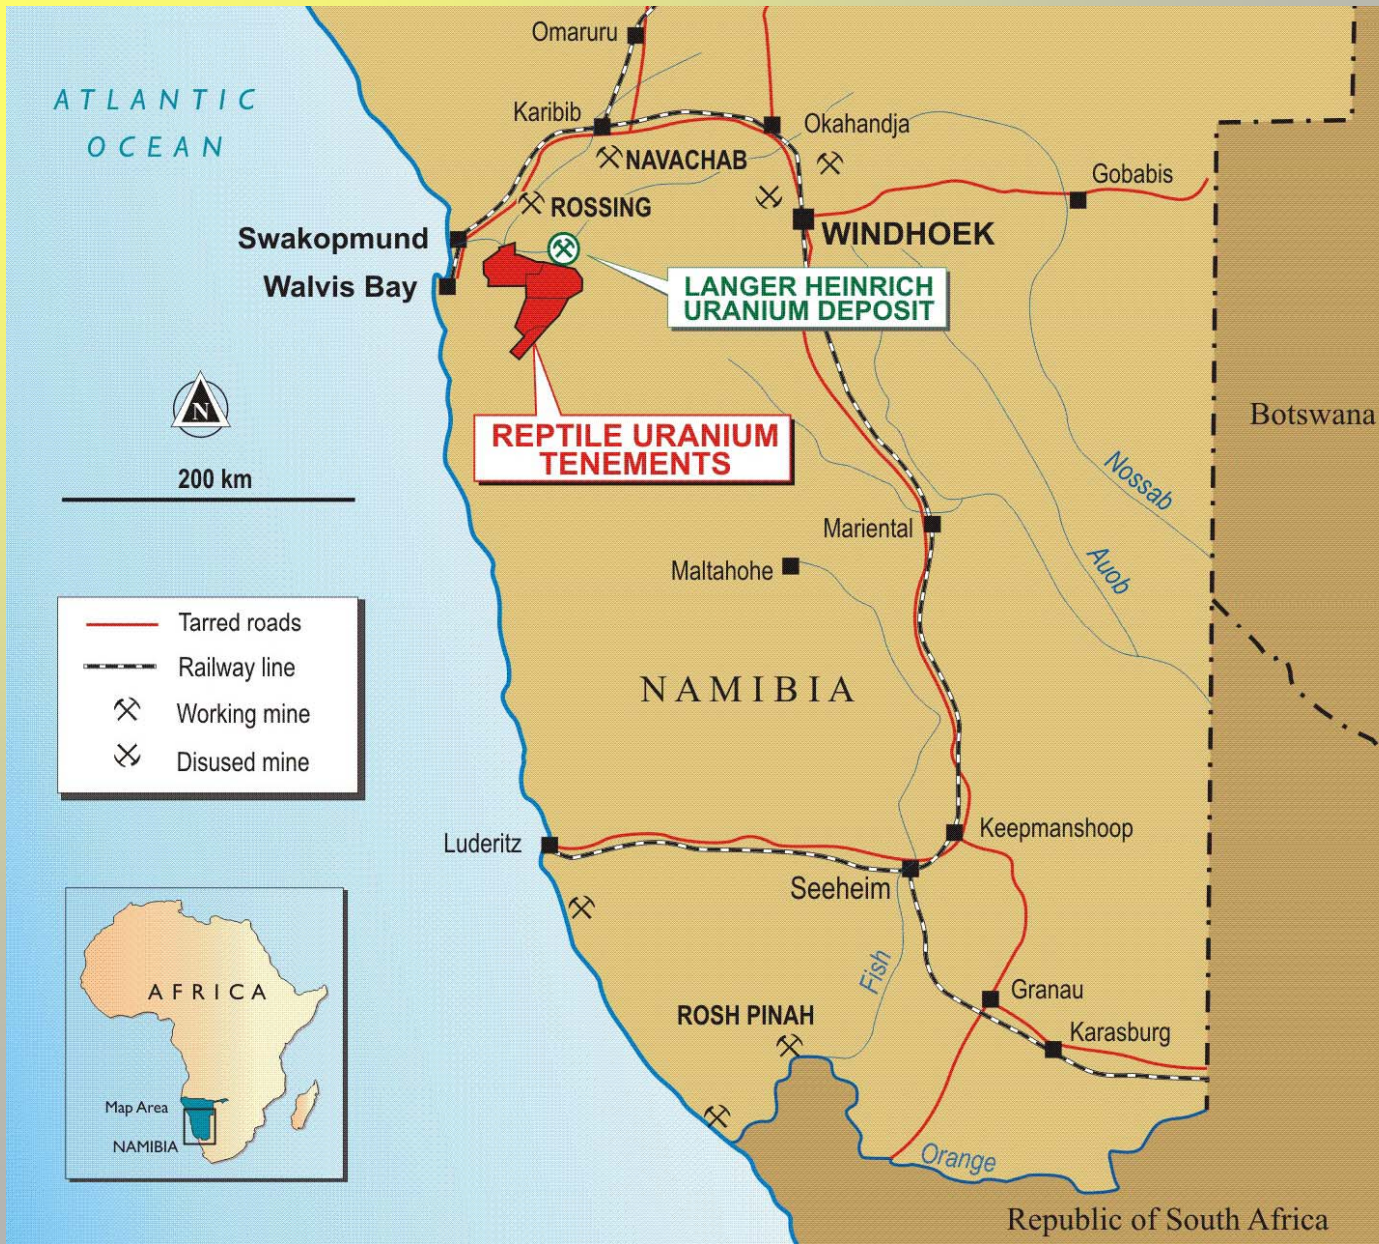 Omaruru
ATLANTIC
OCEAN
Karibib
Okahandja
NAVACHAB
Gobabis
ROSSING
Swakopmund
WINDHOEK
Walvis Bay
LANGER HEINRICH
URANIUM DEPOSIT
N
REPTILE URANIUM
TENEMENTS
Botswana
200 km
Nossab
Mariental
Auob
Maltahohe
Tarred roads
Railway line
Working mine
Disused mine
NAMIBIA
Luderitz
Keepmanshoop
Seeheim
Fish
AFRICA
Granau
ROSH PINAH
Karasburg
Map Area
NAMIBIA
Orange
Republic of South Africa